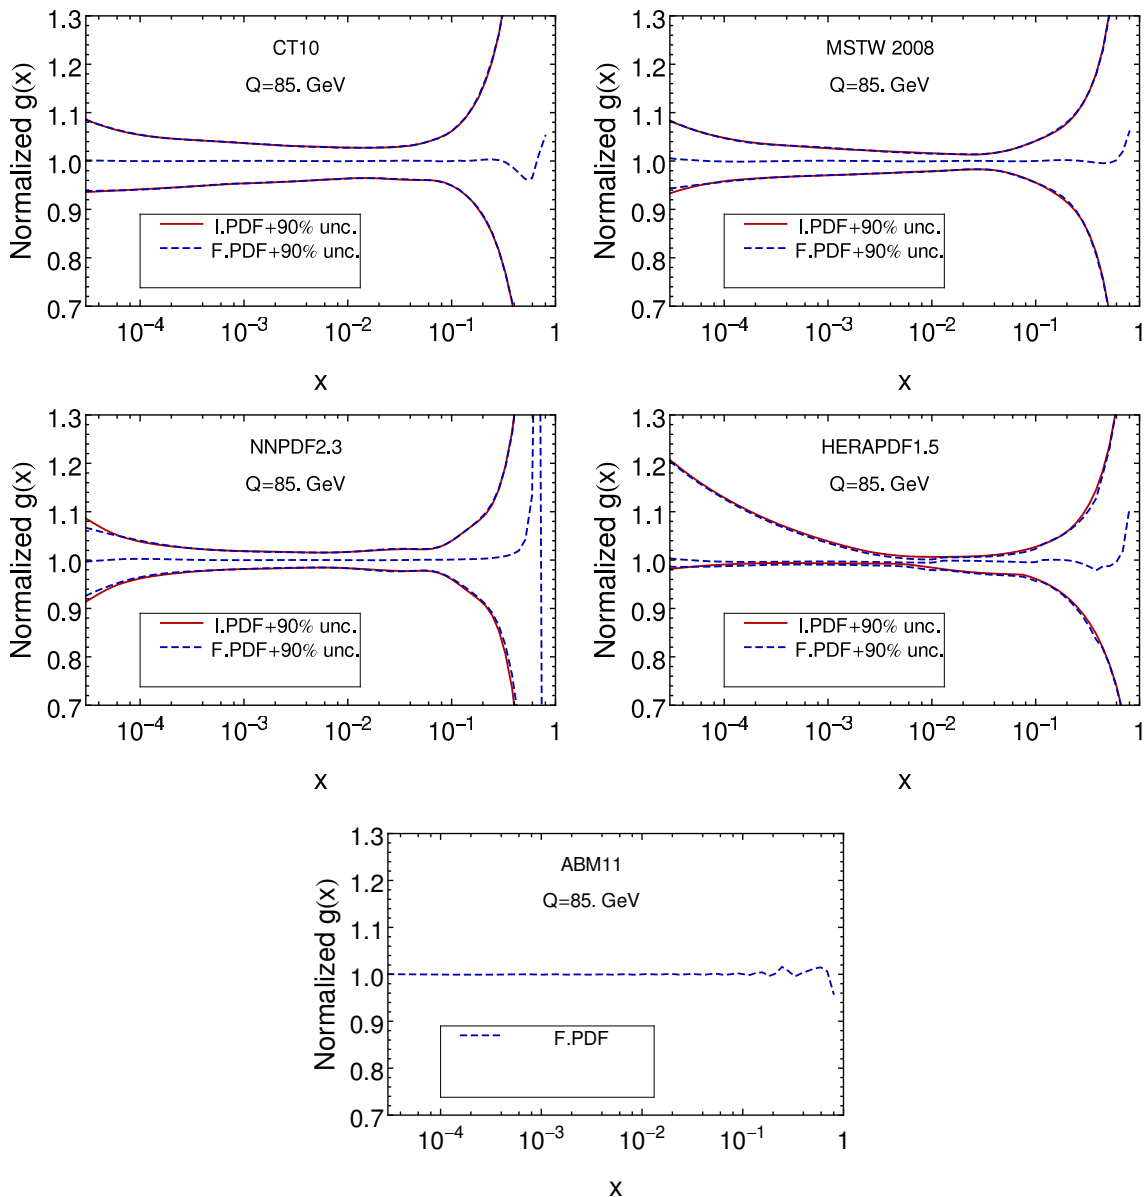 CT10
Q=85. GeV
Normalized g(x)
1.3
1.2
1.1
1.0
0.9
0.8
0.7
I.PDF+90% unc.
F.PDF+90% unc.
10⁻⁴ 10⁻³ 10⁻² 10⁻¹ 1
x
MSTW 2008
Q=85. GeV
Normalized g(x)
1.3
1.2
1.1
1.0
0.9
0.8
0.7
I.PDF+90% unc.
F.PDF+90% unc.
10⁻⁴ 10⁻³ 10⁻² 10⁻¹ 1
x
NNPDF2.3
Q=85. GeV
Normalized g(x)
1.3
1.2
1.1
1.0
0.9
0.8
0.7
I.PDF+90% unc.
F.PDF+90% unc.
10⁻⁴ 10⁻³ 10⁻² 10⁻¹ 1
x
HERAPDF1.5
Q=85. GeV
Normalized g(x)
1.3
1.2
1.1
1.0
0.9
0.8
0.7
I.PDF+90% unc.
F.PDF+90% unc.
10⁻⁴ 10⁻³ 10⁻² 10⁻¹ 1
x
ABM11
Q=85. GeV
Normalized g(x)
1.3
1.2
1.1
1.0
0.9
0.8
0.7
F.PDF
10⁻⁴ 10⁻³ 10⁻² 10⁻¹ 1
x